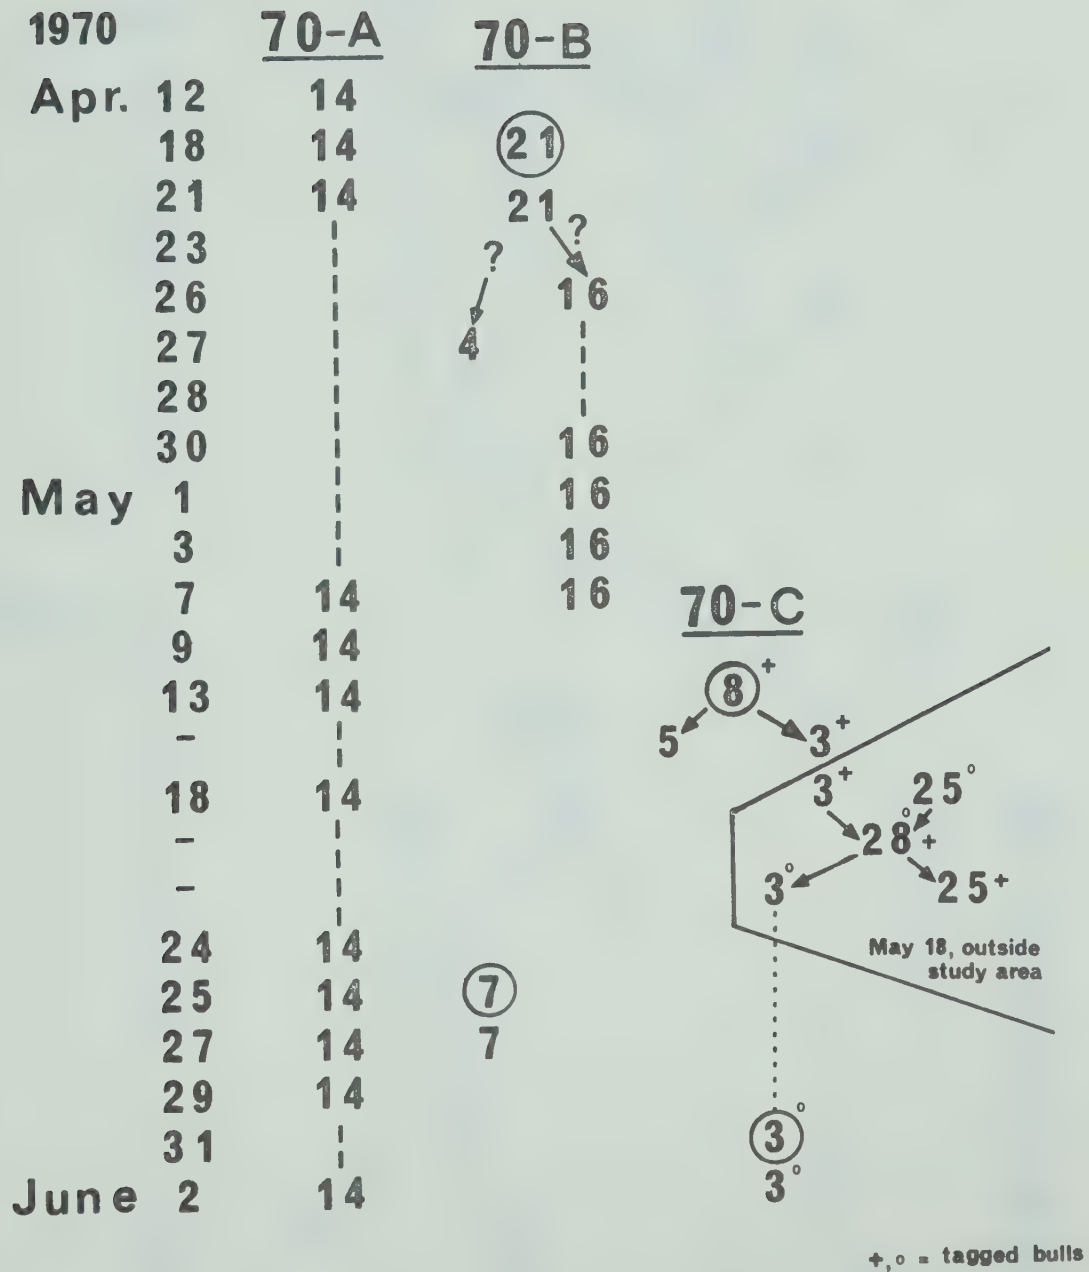 1970 70-A 70-B
Apr. 12 14
18 14 21
21 14 21
23 ? ?
26 16
27 4
28
30 16
May 1 16
3 16
7 14 16 70-C
9 14
13 14 8+
– 5 3+
18 14 3+ 25°
– 28°+
– 3° 25+
24 14 May 18, outside
study area
25 14 7
27 14 7
29 14
31 3°
June 2 14 3°
+,o = tagged bulls